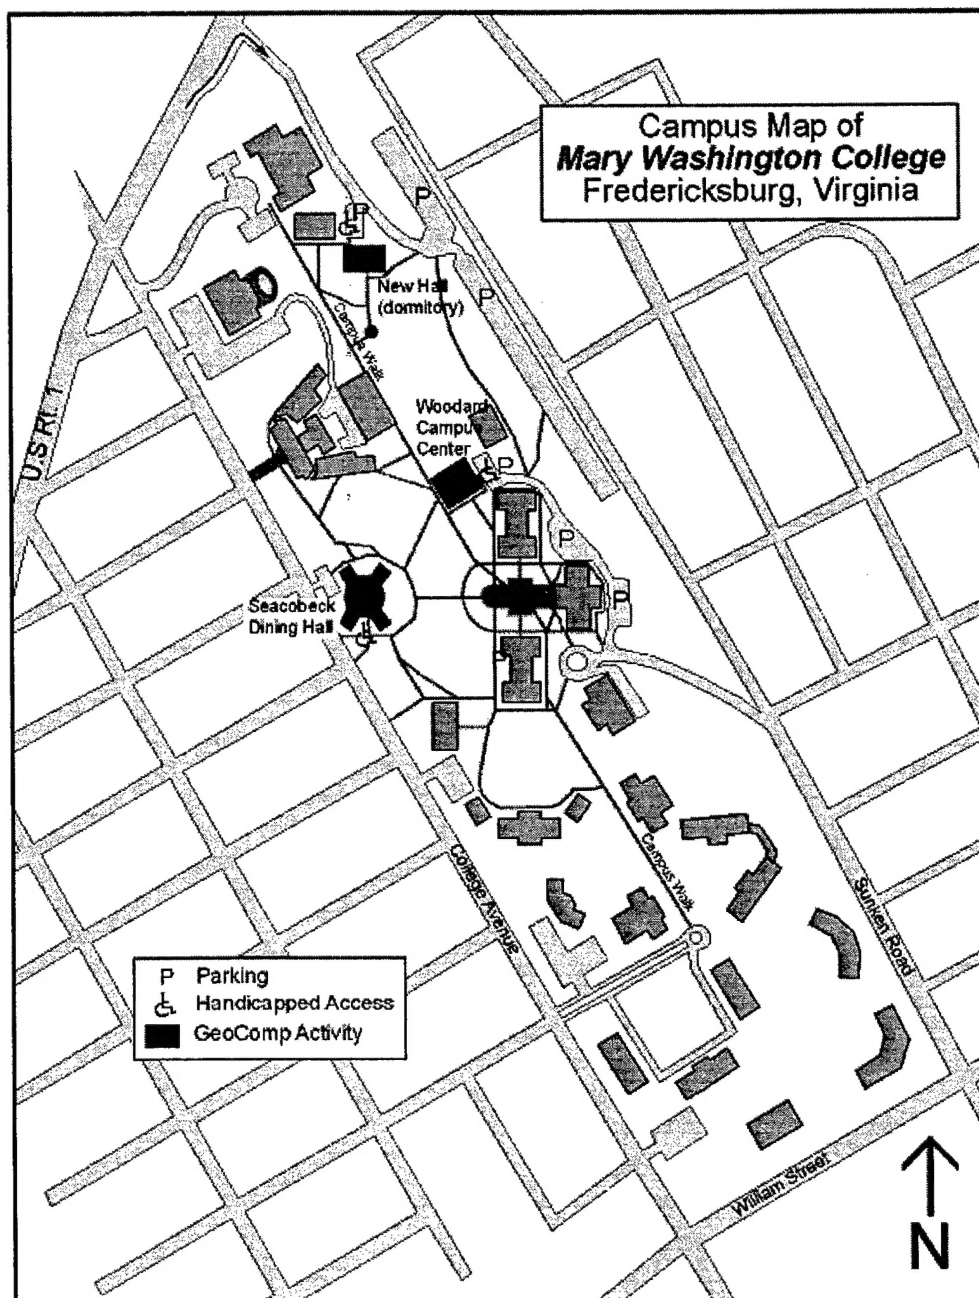 Campus Map of
Mary Washington College
Fredericksburg, Virginia
P
P
New Hall
(dormitory)
P
Campus Walk
U.S Rt. 1
Woodard
Campus
Center
P
P
Seacobeck
Dining Hall
P
Campus Walk
College Avenue
Sunken Road
P Parking
Handicapped Access
GeoComp Activity
William Street
N